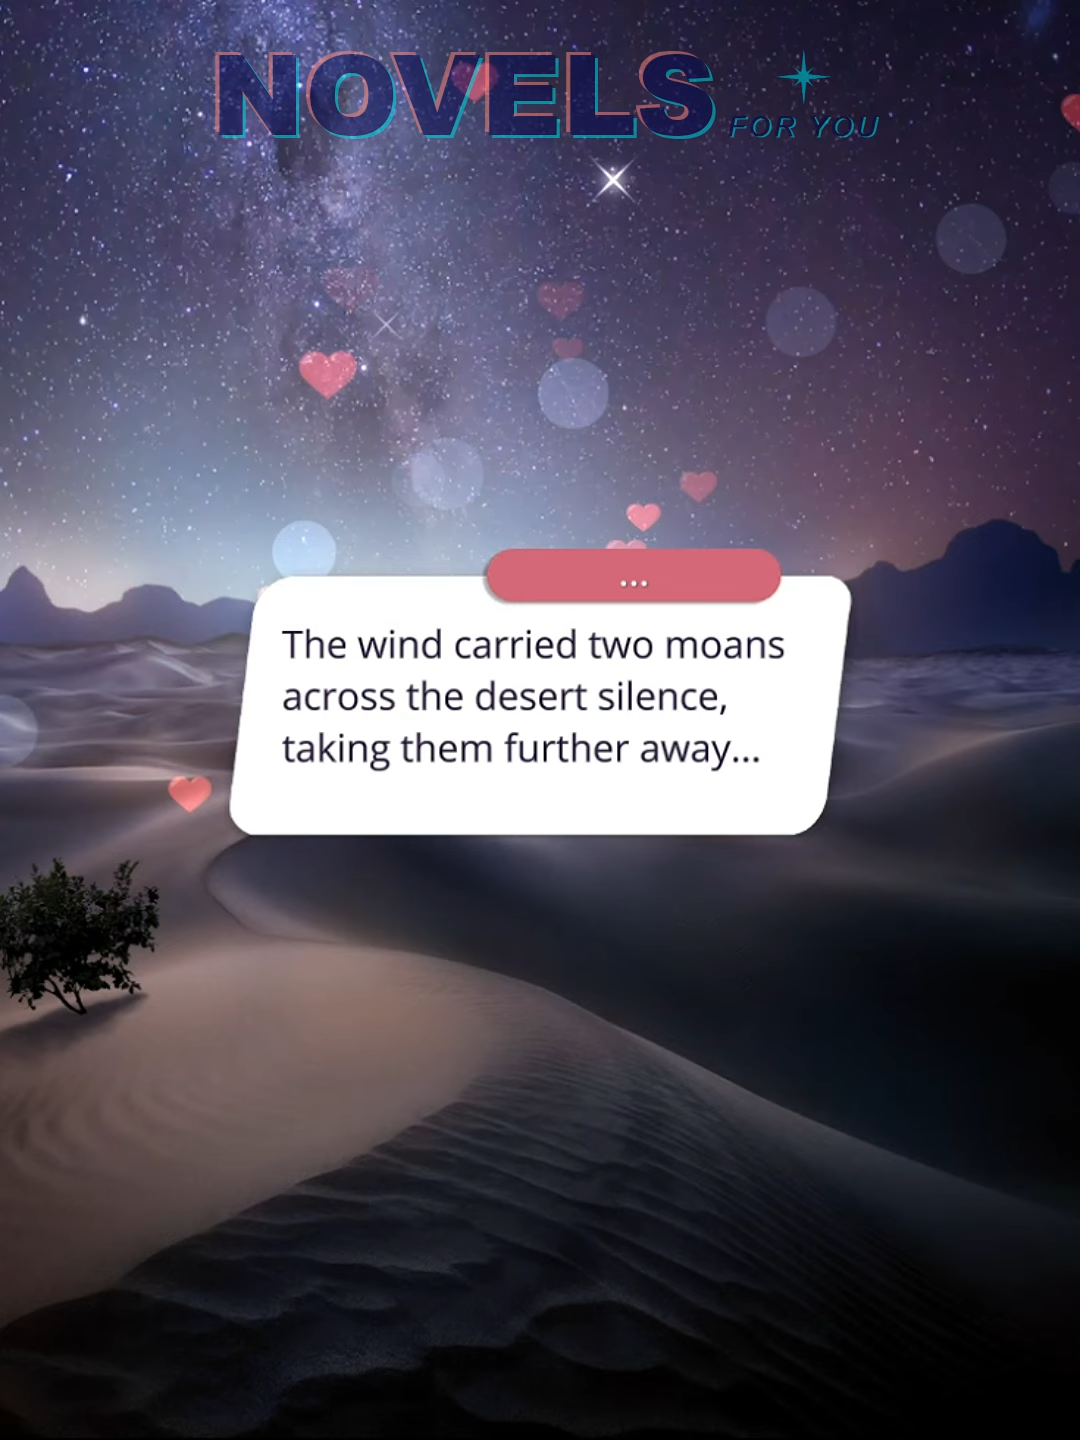 NOVELS
FOR YOU
...
The wind carried two moans
across the desert silence,
taking them further away...